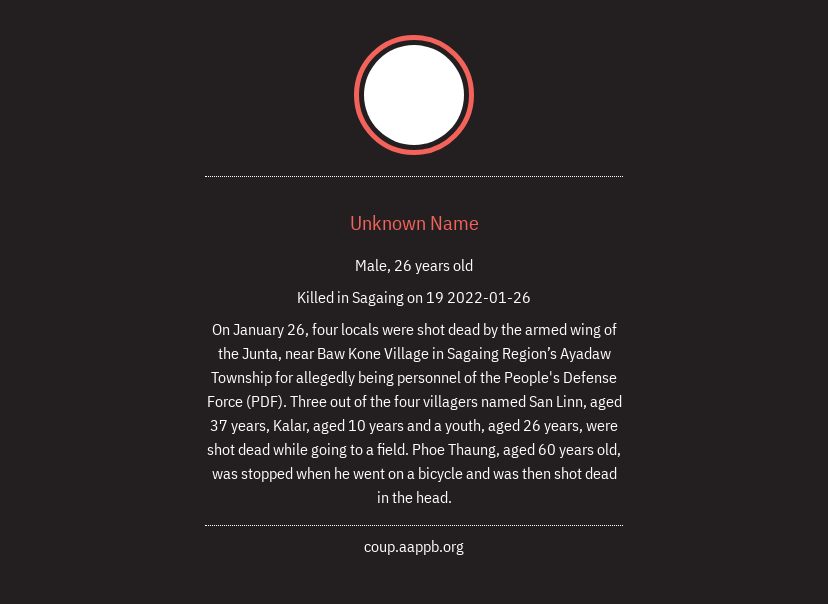 Unknown Name
Male, 26 years old
Killed in Sagaing on 19 2022-01-26
On January 26, four locals were shot dead by the armed wing of
the Junta, near Baw Kone Village in Sagaing Region’s Ayadaw
Township for allegedly being personnel of the People's Defense
Force (PDF). Three out of the four villagers named San Linn, aged
37 years, Kalar, aged 10 years and a youth, aged 26 years, were
shot dead while going to a field. Phoe Thaung, aged 60 years old,
was stopped when he went on a bicycle and was then shot dead
in the head.
coup.aappb.org